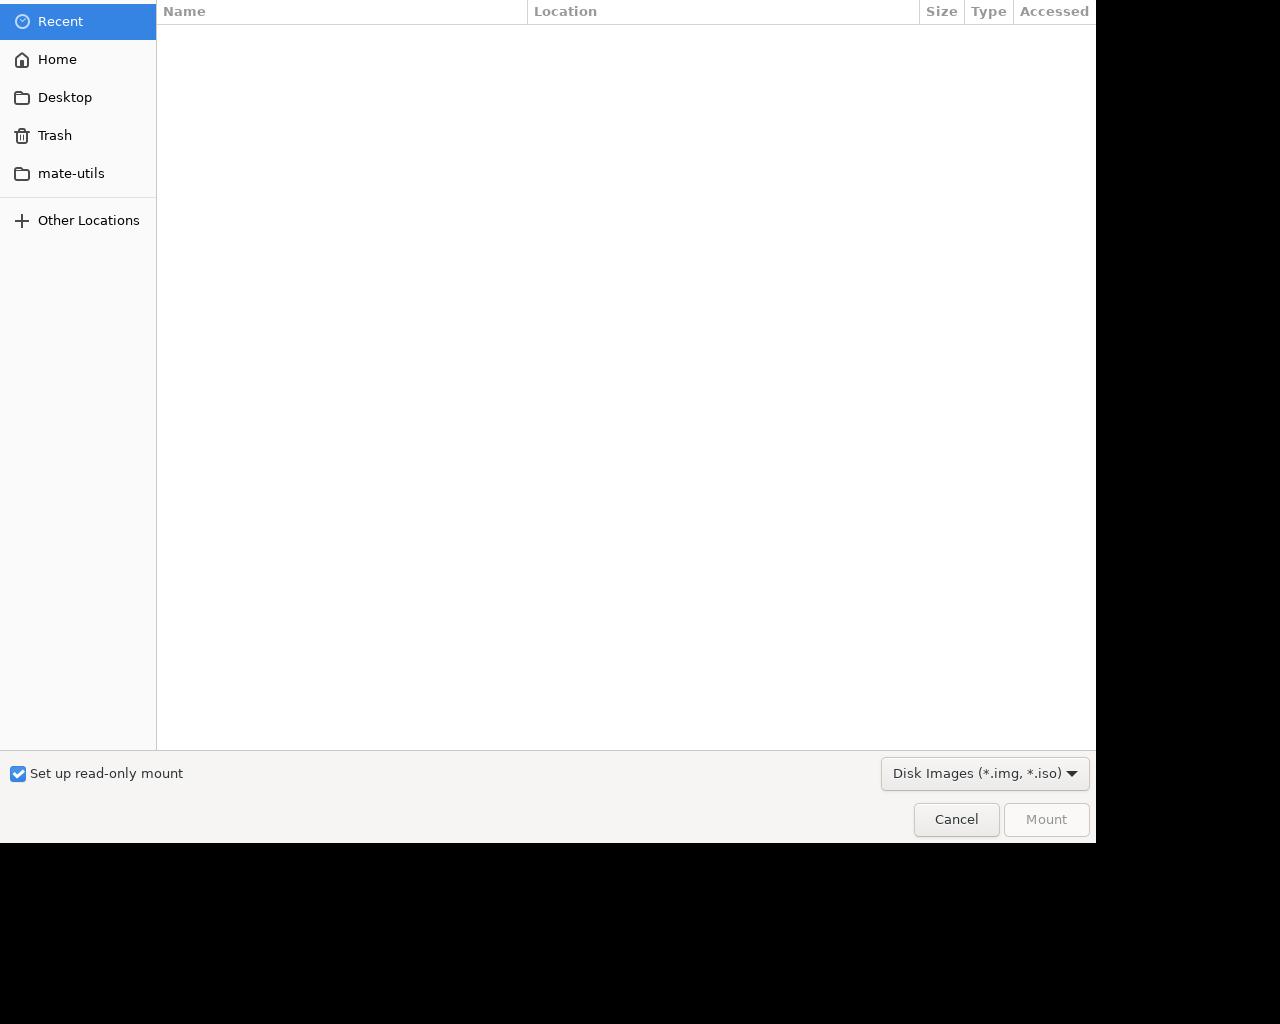 Recent
Home
Desktop
Trash
mate-utils
Other Locations
Name Location Size Type Accessed
Set up read-only mount
Disk Images (*.img, *.iso)
Cancel
Mount